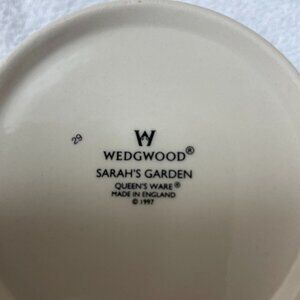 29
W
WEDGWOOD®
SARAH'S GARDEN
QUEEN'S WARE®
MADE IN ENGLAND
© 1997